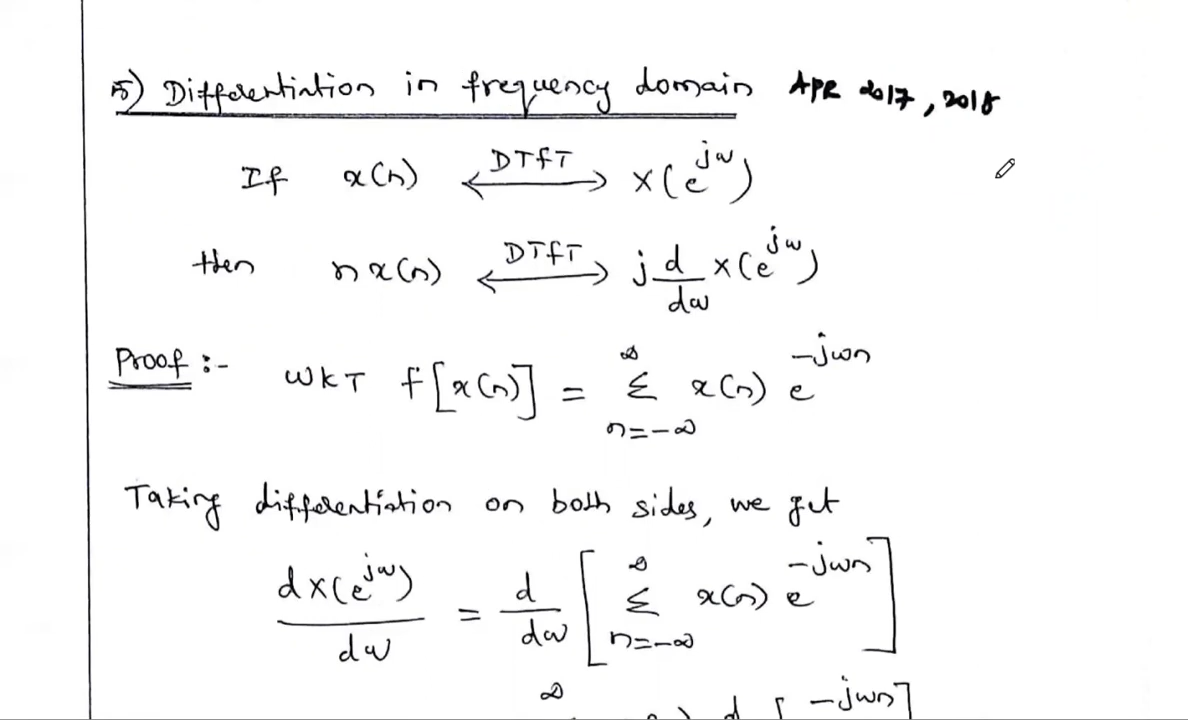 5) Differentiation in frequency domain APR 2017, 2018
If x(n) <--DTFT--> X(e^{jω})
then n x(n) <--DTFT--> j d/dω X(e^{jω})
Proof :- WKT F[x(n)] = Σ_{n=-∞}^{∞} x(n) e^{-jωn}
Taking differentiation on both sides, we get
dX(e^{jω})/dω = d/dω [ Σ_{n=-∞}^{∞} x(n) e^{-jωn} ]
∞ ) d [ -jωn ]